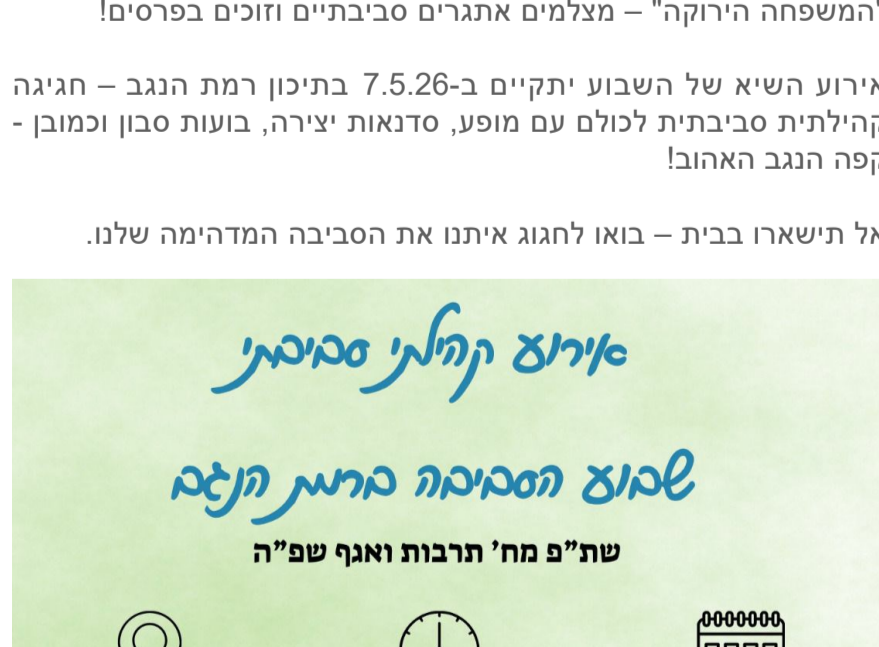 "המשפחה הירוקה" – מצלמים אתגרים סביבתיים וזוכים בפרסים!
אירוע השיא של השבוע יתקיים ב-7.5.26 בתיכון רמת הנגב – חגיגה
קהילתית סביבתית לכולם עם מופע, סדנאות יצירה, בועות סבון וכמובן -
קפה הנגב האהוב!
אל תישארו בבית – בואו לחגוג איתנו את הסביבה המדהימה שלנו.
אירוע קהילתי סביבתי
שבוע הסביבה ברמת הנגב
שת"פ מח' תרבות ואגף שפ"ה